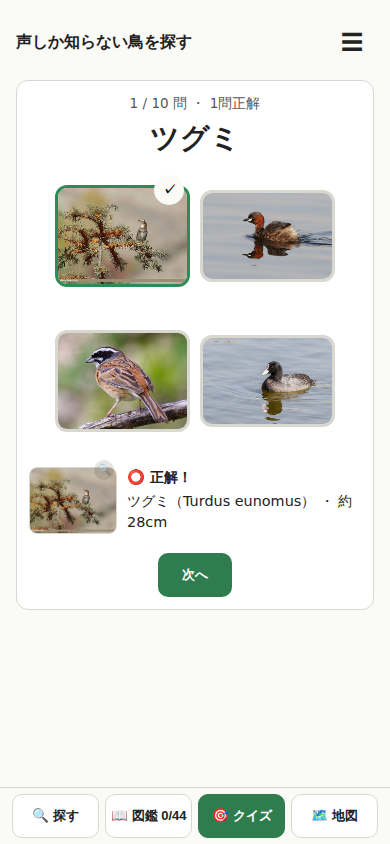 声しか知らない鳥を探す
☰
1 / 10 問 ・ 1問正解
ツグミ
✓
⭕ 正解！
ツグミ（Turdus eunomus） ・ 約
28cm
次へ
🔍 探す
📖 図鑑 0/44
🎯 クイズ
🗺️ 地図